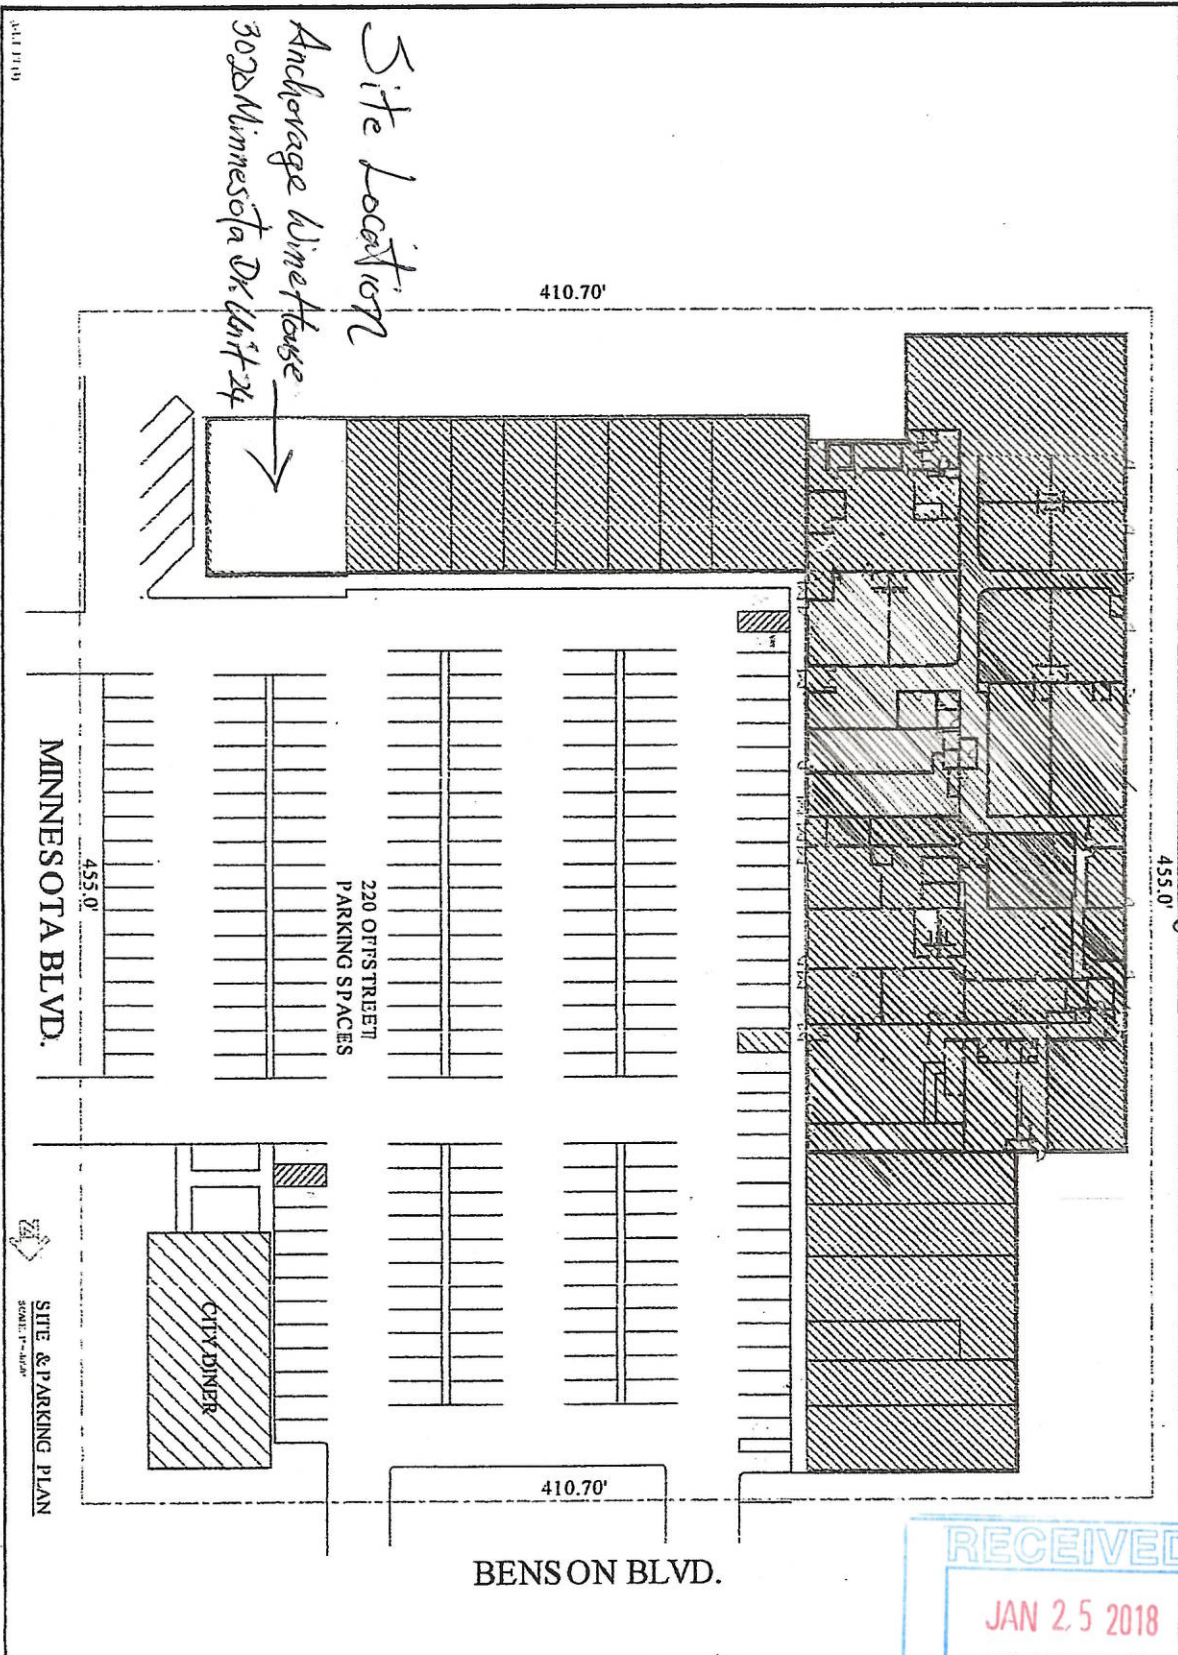 Site Location
Anchorage Wine House
3020 Minnesota Dr. Unit 24
410.70'
455.0'
220 OFFSTREET
PARKING SPACES
455.0'
MINNESOTA BLVD.
CITY DINER
SITE & PARKING PLAN
410.70'
BENSON BLVD.
RECEIVED
JAN 25 2018